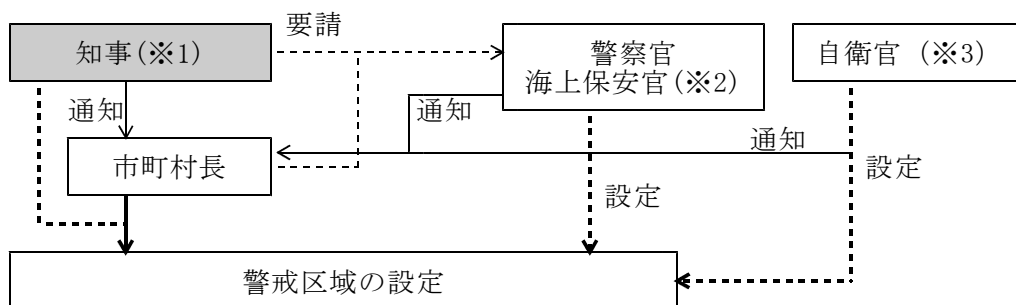 要請
知事(※1)
警察官
海上保安官(※2)
自衛官 (※3)
通知
通知
通知
市町村長
設定
設定
警戒区域の設定